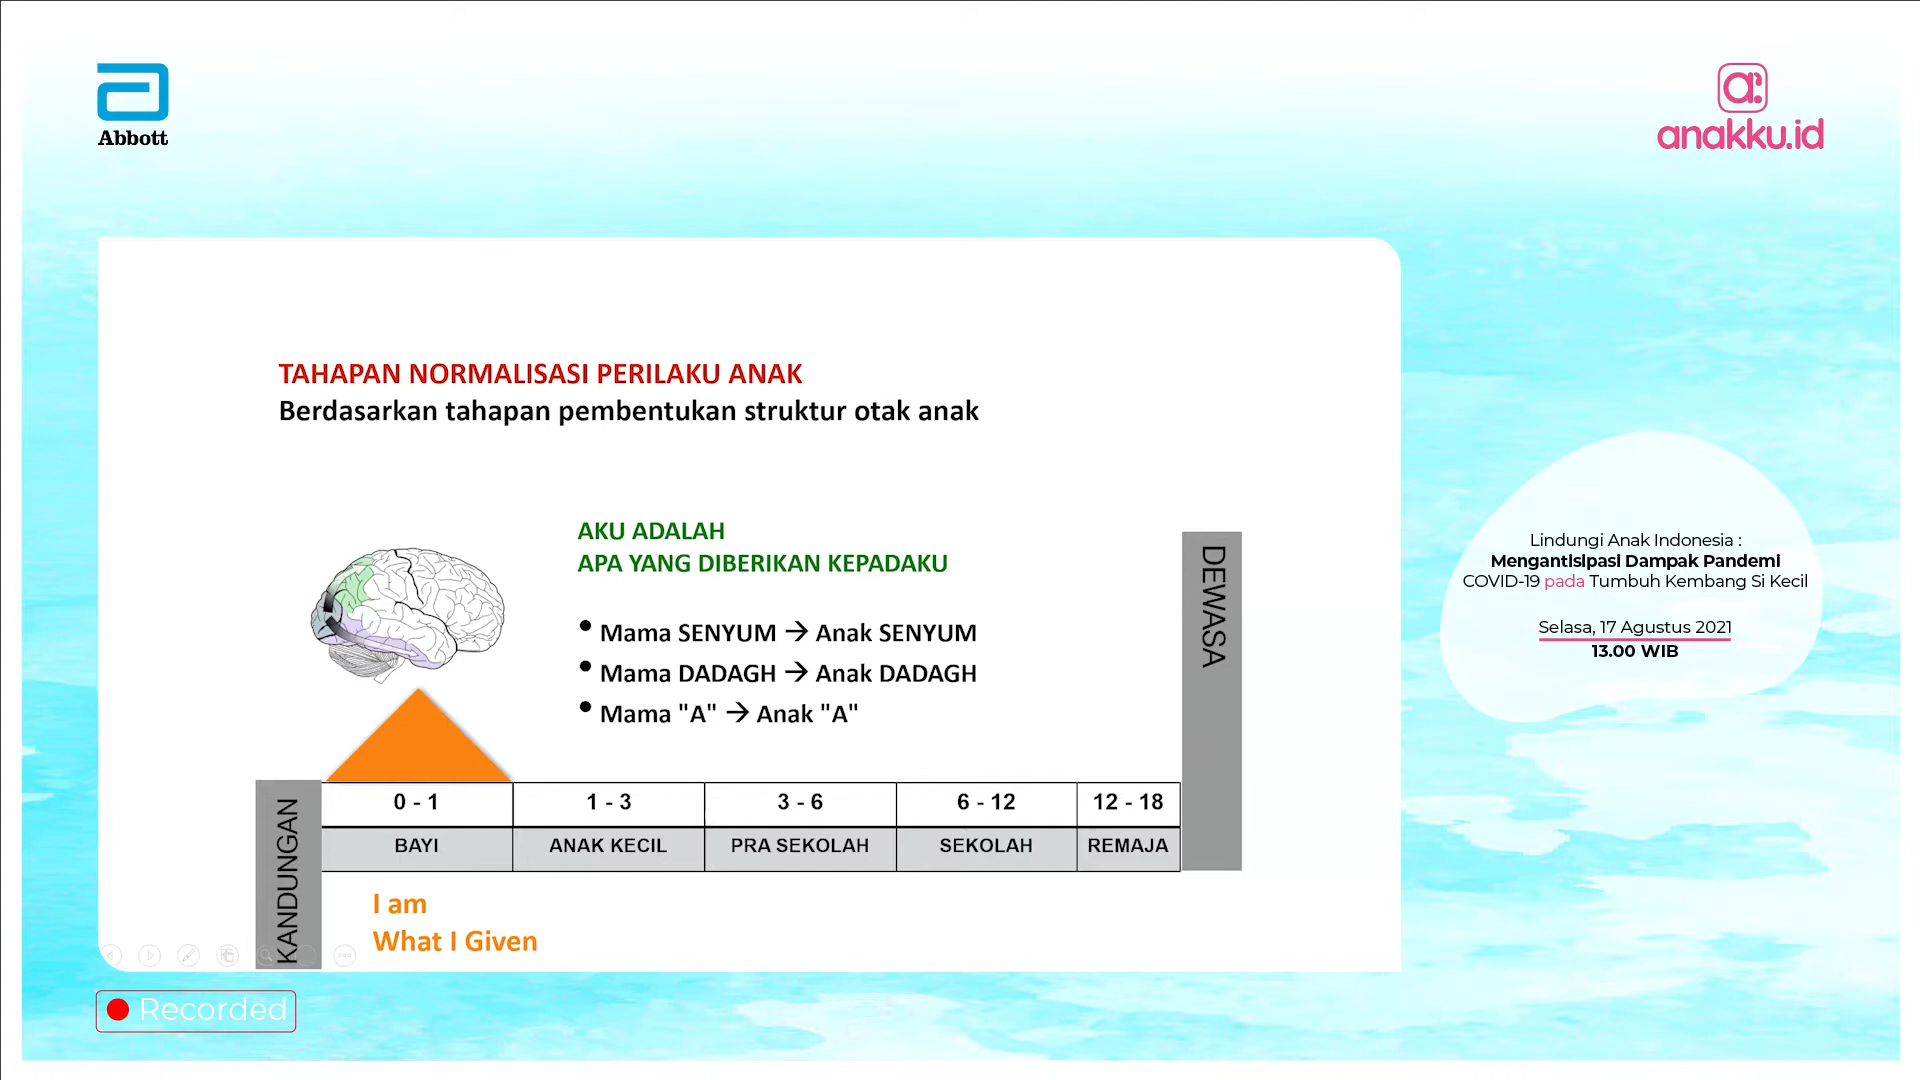 Abbott
anakku.id
TAHAPAN NORMALISASI PERILAKU ANAK
Berdasarkan tahapan pembentukan struktur otak anak
AKU ADALAH
APA YANG DIBERIKAN KEPADAKU
• Mama SENYUM → Anak SENYUM
• Mama DADAGH → Anak DADAGH
• Mama "A" → Anak "A"
DEWASA
KANDUNGAN
0 - 1 1 - 3 3 - 6 6 - 12 12 - 18
BAYI ANAK KECIL PRA SEKOLAH SEKOLAH REMAJA
I am
What I Given
Lindungi Anak Indonesia :
Mengantisipasi Dampak Pandemi
COVID-19 pada Tumbuh Kembang Si Kecil
Selasa, 17 Agustus 2021
13.00 WIB
Recorded